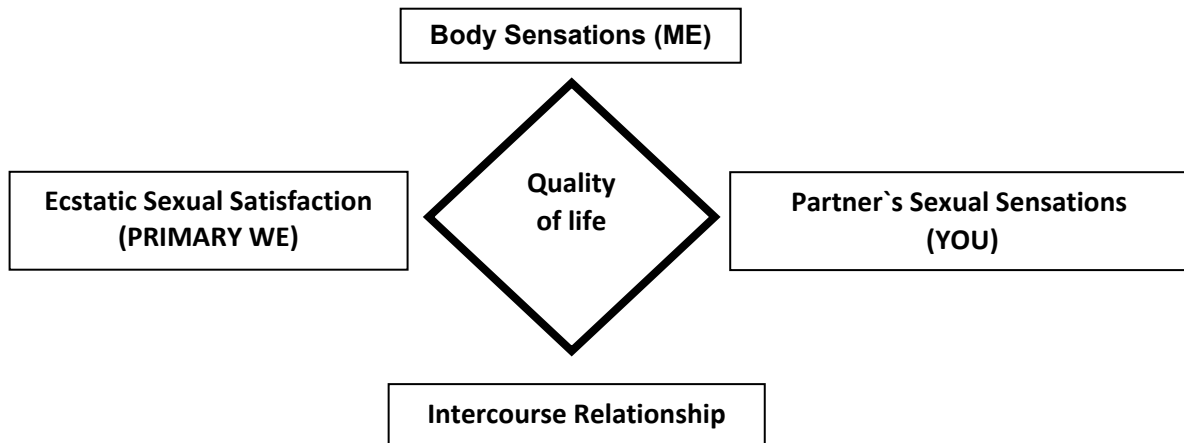 Body Sensations (ME)
Quality
of life
Ecstatic Sexual Satisfaction
(PRIMARY WE)
Partner`s Sexual Sensations
(YOU)
Intercourse Relationship